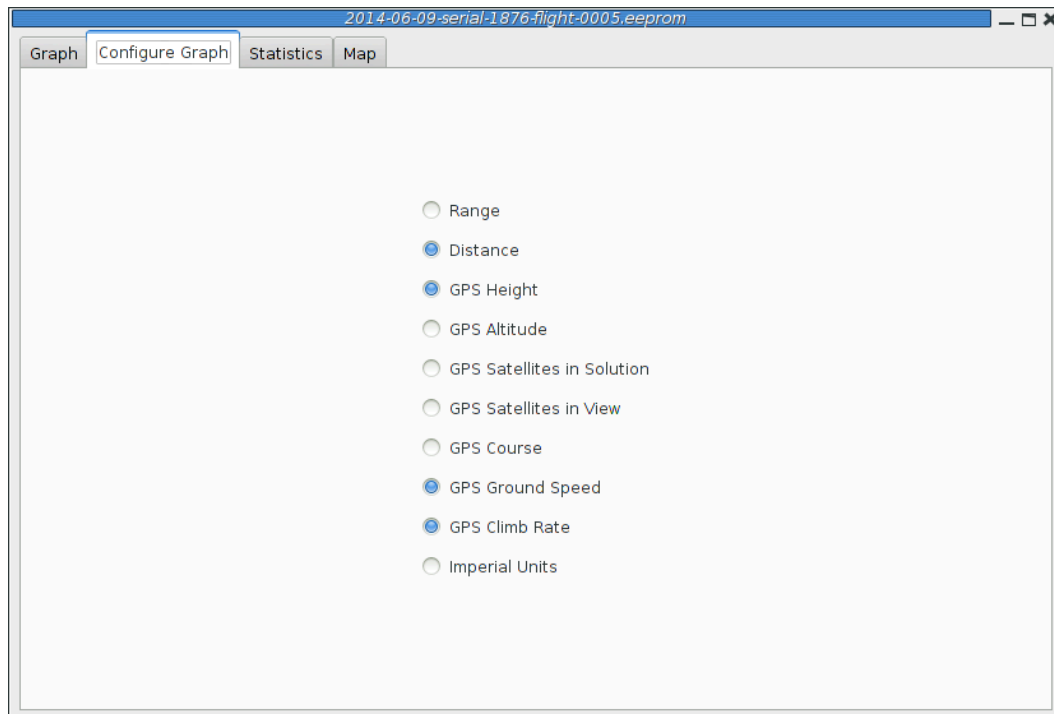 2014-06-09-serial-1876-flight-0005.eeprom
Graph Configure Graph Statistics Map
Range
Distance
GPS Height
GPS Altitude
GPS Satellites in Solution
GPS Satellites in View
GPS Course
GPS Ground Speed
GPS Climb Rate
Imperial Units